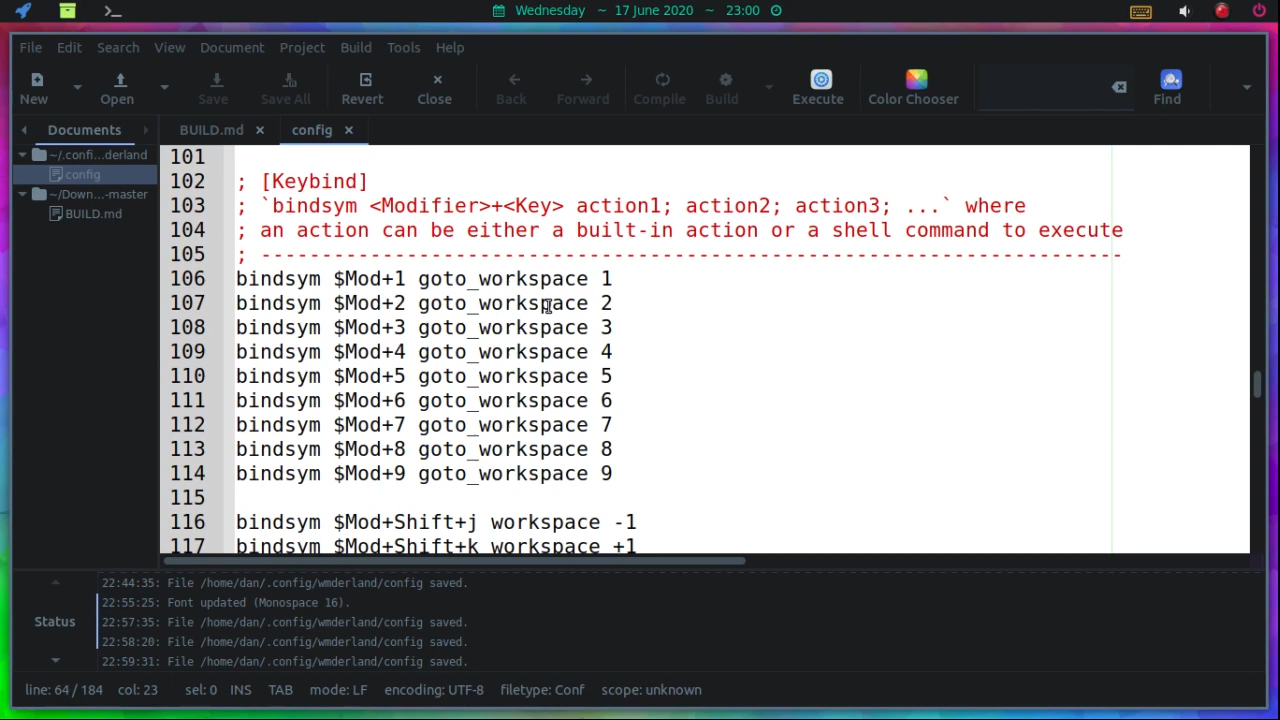 Wednesday ~ 17 June 2020 ~ 23:00
File Edit Search View Document Project Build Tools Help
New Open Save Save All Revert Close Back Forward Compile Build Execute Color Chooser Find
Documents BUILD.md config
~/.confi...derland
config
~/Down...-master
BUILD.md
101
102 ; [Keybind]
103 ; `bindsym <Modifier>+<Key> action1; action2; action3; ...` where
104 ; an action can be either a built-in action or a shell command to execute
105 ; -----------------------------------------------------------------------
106 bindsym $Mod+1 goto_workspace 1
107 bindsym $Mod+2 goto_workspace 2
108 bindsym $Mod+3 goto_workspace 3
109 bindsym $Mod+4 goto_workspace 4
110 bindsym $Mod+5 goto_workspace 5
111 bindsym $Mod+6 goto_workspace 6
112 bindsym $Mod+7 goto_workspace 7
113 bindsym $Mod+8 goto_workspace 8
114 bindsym $Mod+9 goto_workspace 9
115
116 bindsym $Mod+Shift+j workspace -1
117 bindsym $Mod+Shift+k workspace +1
Status
22:44:35: File /home/dan/.config/wmderland/config saved.
22:55:25: Font updated (Monospace 16).
22:57:35: File /home/dan/.config/wmderland/config saved.
22:58:20: File /home/dan/.config/wmderland/config saved.
22:59:31: File /home/dan/.config/wmderland/config saved.
line: 64 / 184 col: 23 sel: 0 INS TAB mode: LF encoding: UTF-8 filetype: Conf scope: unknown